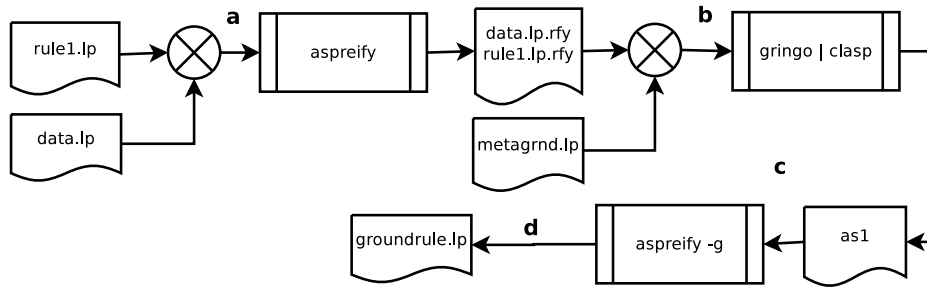 a
b
rule1.lp
aspreify
data.lp.rfy
rule1.lp.rfy
gringo | clasp
data.lp
metagrnd.lp
c
d
groundrule.lp
aspreify -g
as1